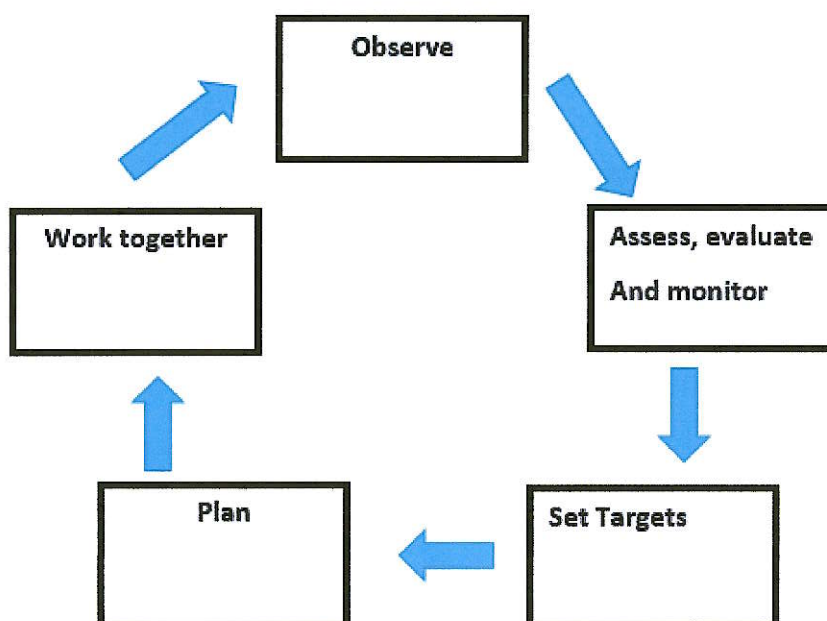 Observe
Assess, evaluate
And monitor
Set Targets
Plan
Work together